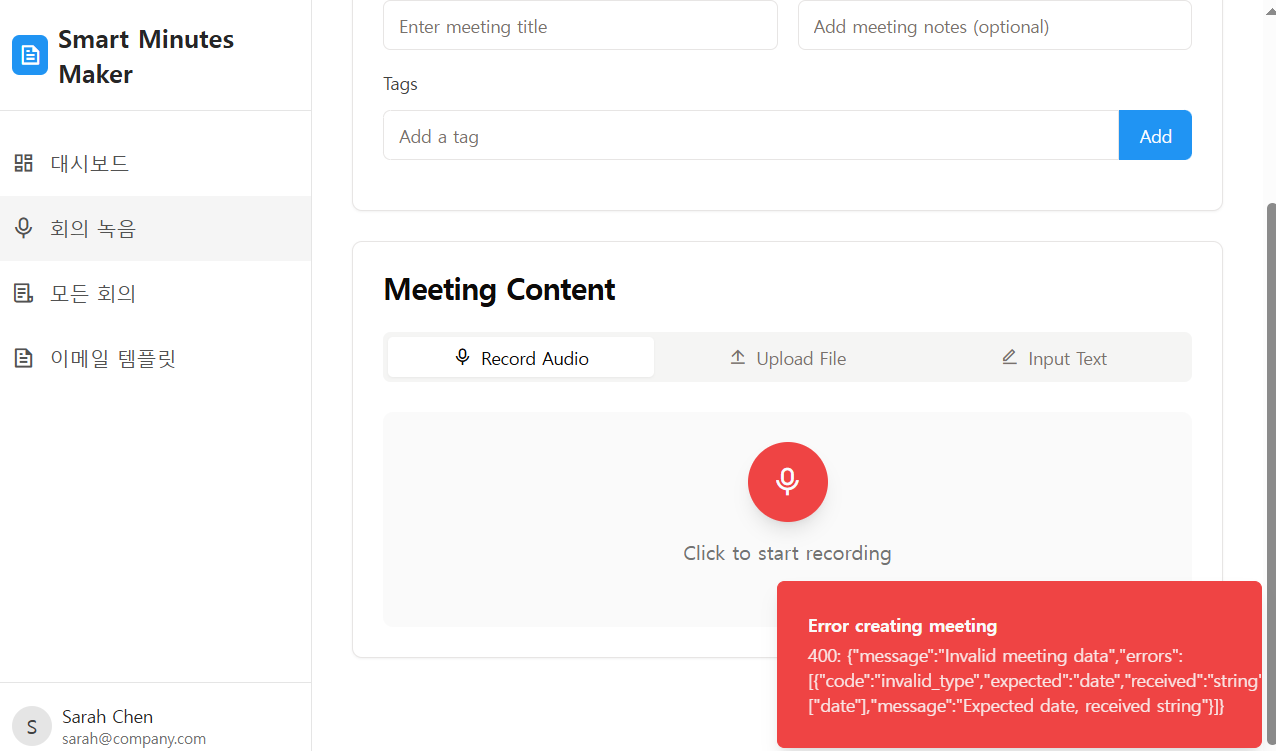 Smart Minutes
Maker
대시보드
회의 녹음
모든 회의
이메일 템플릿
S
Sarah Chen
sarah@company.com
Enter meeting title
Add meeting notes (optional)
Tags
Add a tag
Add
Meeting Content
Record Audio
Upload File
Input Text
Click to start recording
Error creating meeting
400: {"message":"Invalid meeting data","errors":
[{"code":"invalid_type","expected":"date","received":"string"
["date"],"message":"Expected date, received string"}]}